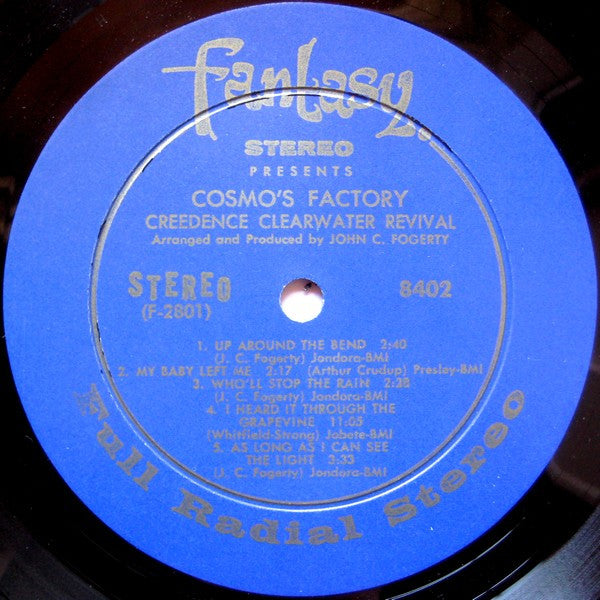 Fantasy.
STEREO
PRESENTS
COSMO'S FACTORY
CREEDENCE CLEARWATER REVIVAL
Arranged and Produced by JOHN C. FOGERTY
STEREO
(F-2801)
8402
1. UP AROUND THE BEND 2:40
(J. C. Fogerty) Jondora-BMI
2. MY BABY LEFT ME 2:17 (Arthur Crudup) Presley-BMI
3. WHO'LL STOP THE RAIN 2:28
(J. C. Fogerty) Jondora-BMI
4. I HEARD IT THROUGH THE
GRAPEVINE 11:05
(Whitfield-Strong) Jobete-BMI
5. AS LONG AS I CAN SEE
THE LIGHT 3:33
(J. C. Fogerty) Jondora-BMI
Full Radial Stereo